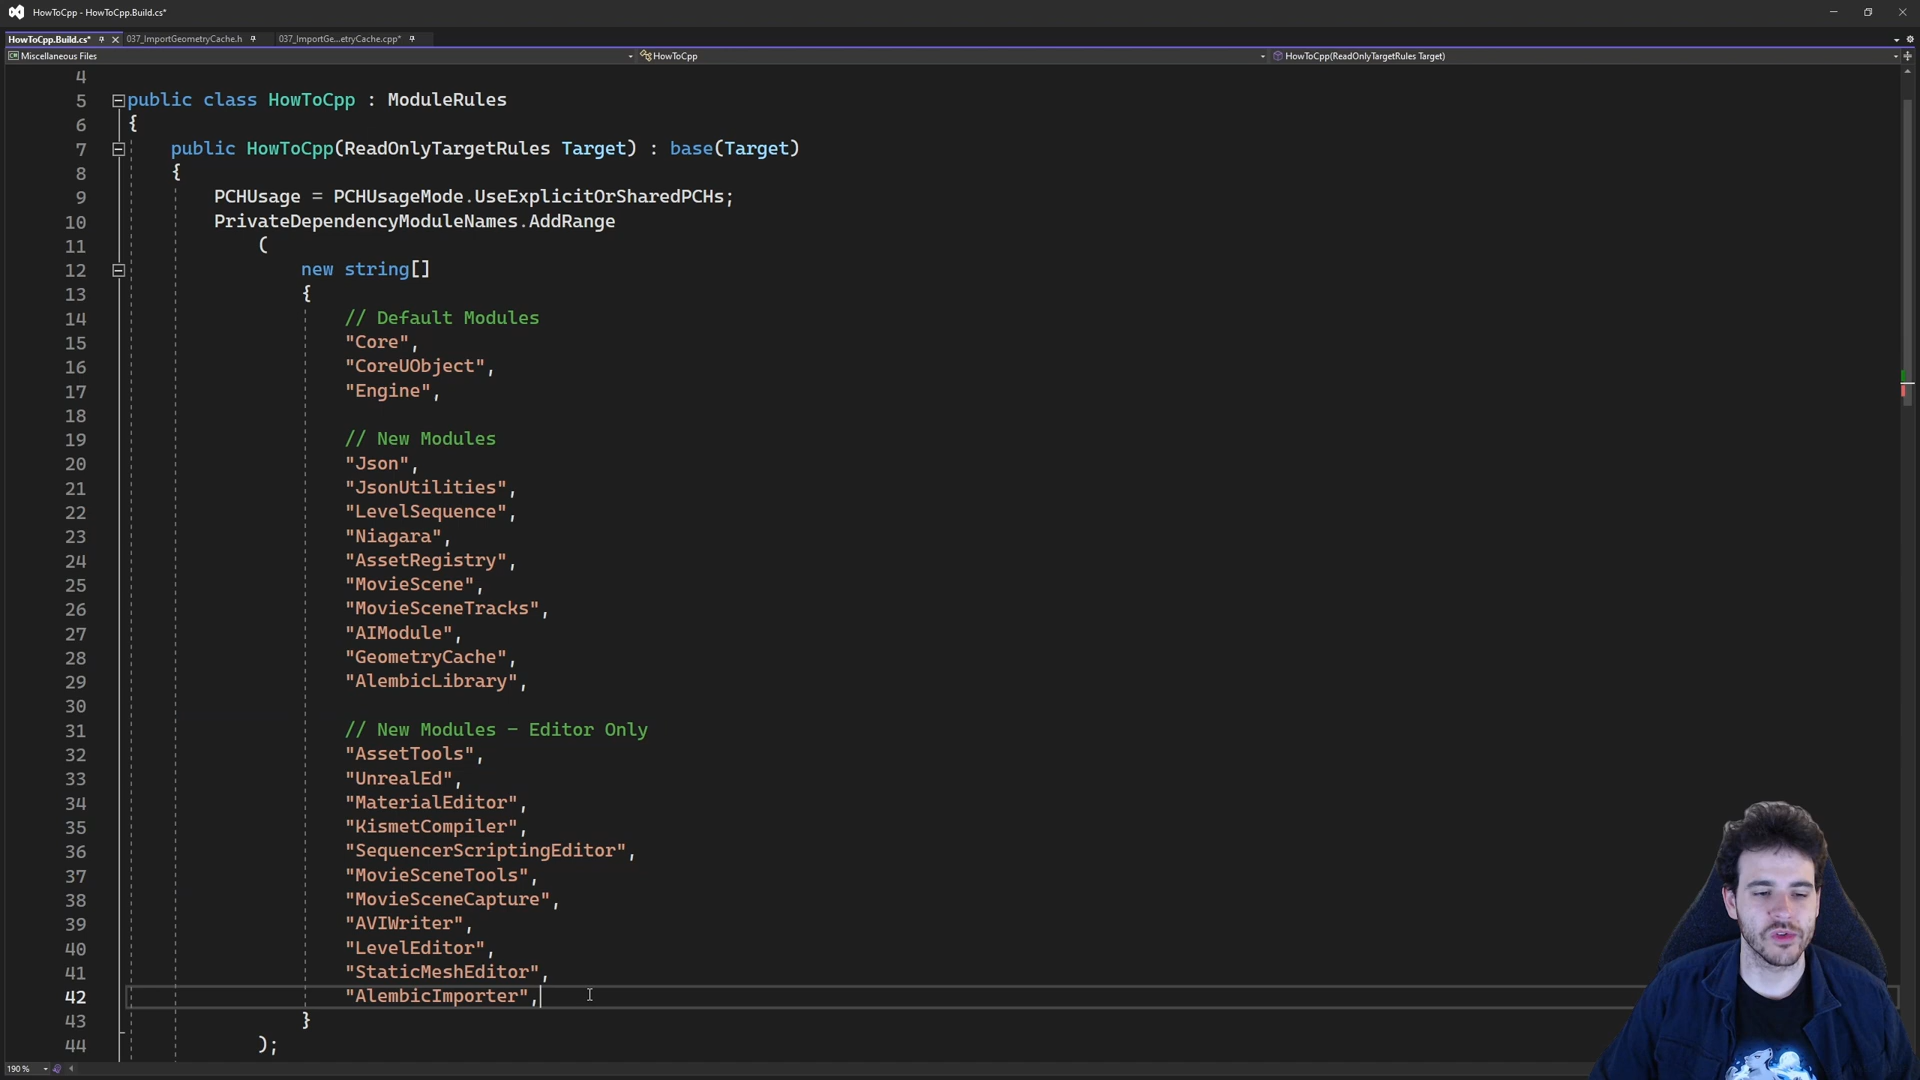 HowToCpp - HowToCpp.Build.cs*
HowToCpp.Build.cs* 037_ImportGeometryCache.h 037_ImportGe...etryCache.cpp*
Miscellaneous Files HowToCpp HowToCpp(ReadOnlyTargetRules Target)
4
5 public class HowToCpp : ModuleRules
6 {
7 public HowToCpp(ReadOnlyTargetRules Target) : base(Target)
8 {
9 PCHUsage = PCHUsageMode.UseExplicitOrSharedPCHs;
10 PrivateDependencyModuleNames.AddRange
11 (
12 new string[]
13 {
14 // Default Modules
15 "Core",
16 "CoreUObject",
17 "Engine",
18
19 // New Modules
20 "Json",
21 "JsonUtilities",
22 "LevelSequence",
23 "Niagara",
24 "AssetRegistry",
25 "MovieScene",
26 "MovieSceneTracks",
27 "AIModule",
28 "GeometryCache",
29 "AlembicLibrary",
30
31 // New Modules - Editor Only
32 "AssetTools",
33 "UnrealEd",
34 "MaterialEditor",
35 "KismetCompiler",
36 "SequencerScriptingEditor",
37 "MovieSceneTools",
38 "MovieSceneCapture",
39 "AVIWriter",
40 "LevelEditor",
41 "StaticMeshEditor",
42 "AlembicImporter",
43 }
44 );
190 %